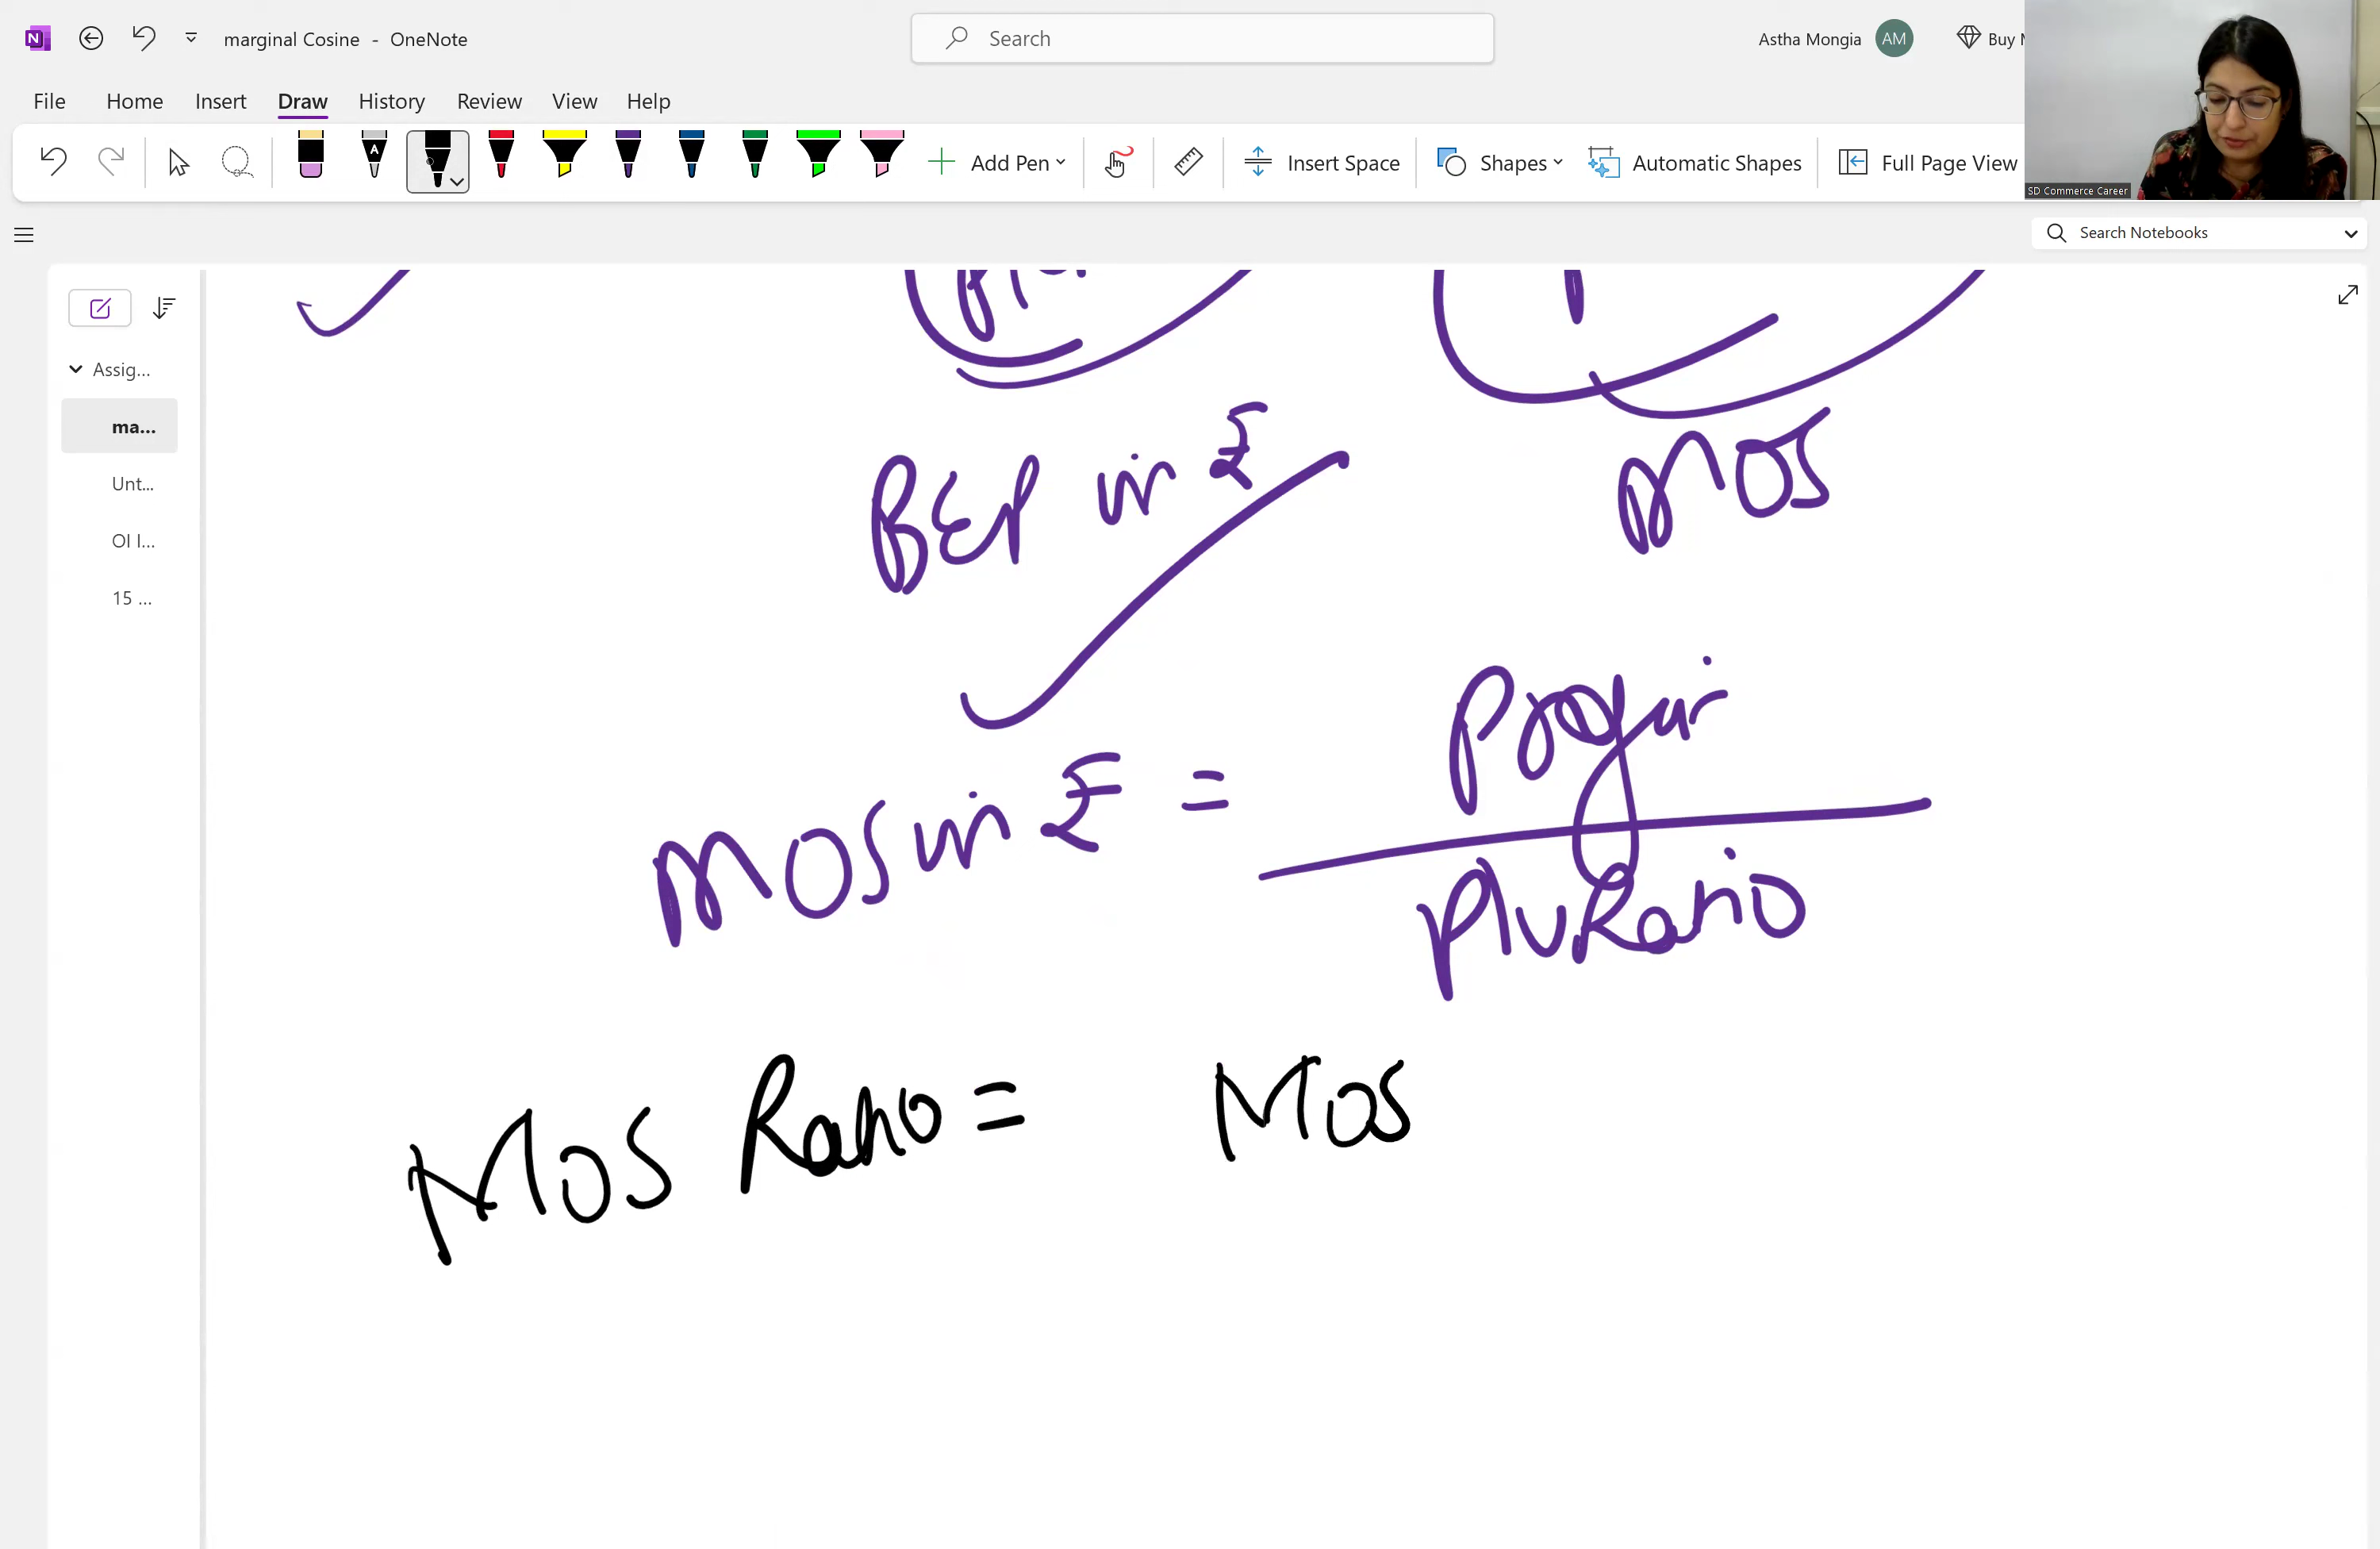 marginal Cosine - OneNote
Search
Astha Mongia AM Buy
File Home Insert Draw History Review View Help
Add Pen Insert Space Shapes Automatic Shapes Full Page View
SD Commerce Career
Search Notebooks
Assig...
ma...
Unt...
OI I...
15 ...
BEP in ₹
MOS
MOS in ₹ = Profit
P/V Ratio
MOS Ratio = MOS